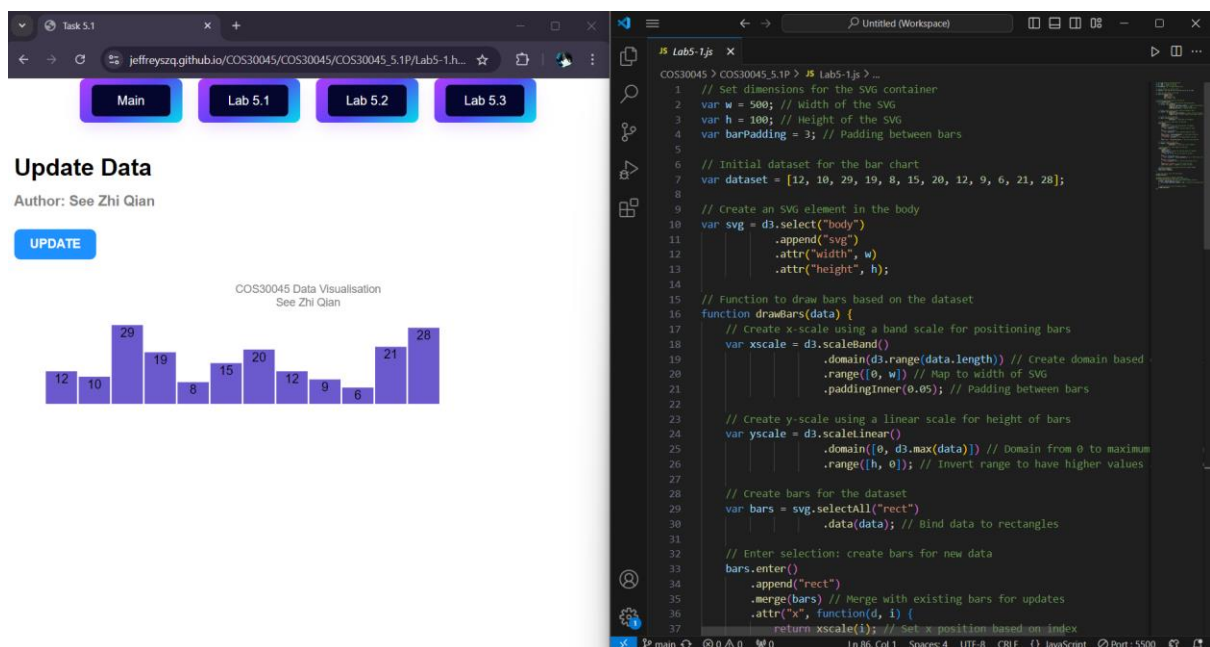 Task 5.1
jeffreyszq.github.io/COS30045/COS30045/COS30045_5.1P/Lab5-1.h...
Main
Lab 5.1
Lab 5.2
Lab 5.3
Update Data
Author: See Zhi Qian
UPDATE
COS30045 Data Visualisation
See Zhi Qian
12
10
29
19
8
15
20
12
9
6
21
28
Untitled (Workspace)
JS Lab5-1.js
COS30045 > COS30045_5.1P > JS Lab5-1.js > ...
1 // Set dimensions for the SVG container
2 var w = 500; // Width of the SVG
3 var h = 100; // Height of the SVG
4 var barPadding = 3; // Padding between bars
5
6 // Initial dataset for the bar chart
7 var dataset = [12, 10, 29, 19, 8, 15, 20, 12, 9, 6, 21, 28];
8
9 // Create an SVG element in the body
10 var svg = d3.select("body")
11 .append("svg")
12 .attr("width", w)
13 .attr("height", h);
14
15 // Function to draw bars based on the dataset
16 function drawBars(data) {
17 // Create x-scale using a band scale for positioning bars
18 var xscale = d3.scaleBand()
19 .domain(d3.range(data.length)) // Create domain based
20 .range([0, w]) // Map to width of SVG
21 .paddingInner(0.05); // Padding between bars
22
23 // Create y-scale using a linear scale for height of bars
24 var yscale = d3.scaleLinear()
25 .domain([0, d3.max(data)]) // Domain from 0 to maximum
26 .range([h, 0]); // Invert range to have higher values
27
28 // Create bars for the dataset
29 var bars = svg.selectAll("rect")
30 .data(data); // Bind data to rectangles
31
32 // Enter selection: create bars for new data
33 bars.enter()
34 .append("rect")
35 .merge(bars) // Merge with existing bars for updates
36 .attr("x", function(d, i) {
37 return xscale(i); // Set x position based on index
main 0 0 0 Ln 86, Col 1 Spaces: 4 UTF-8 CRLF {} JavaScript Port : 5500